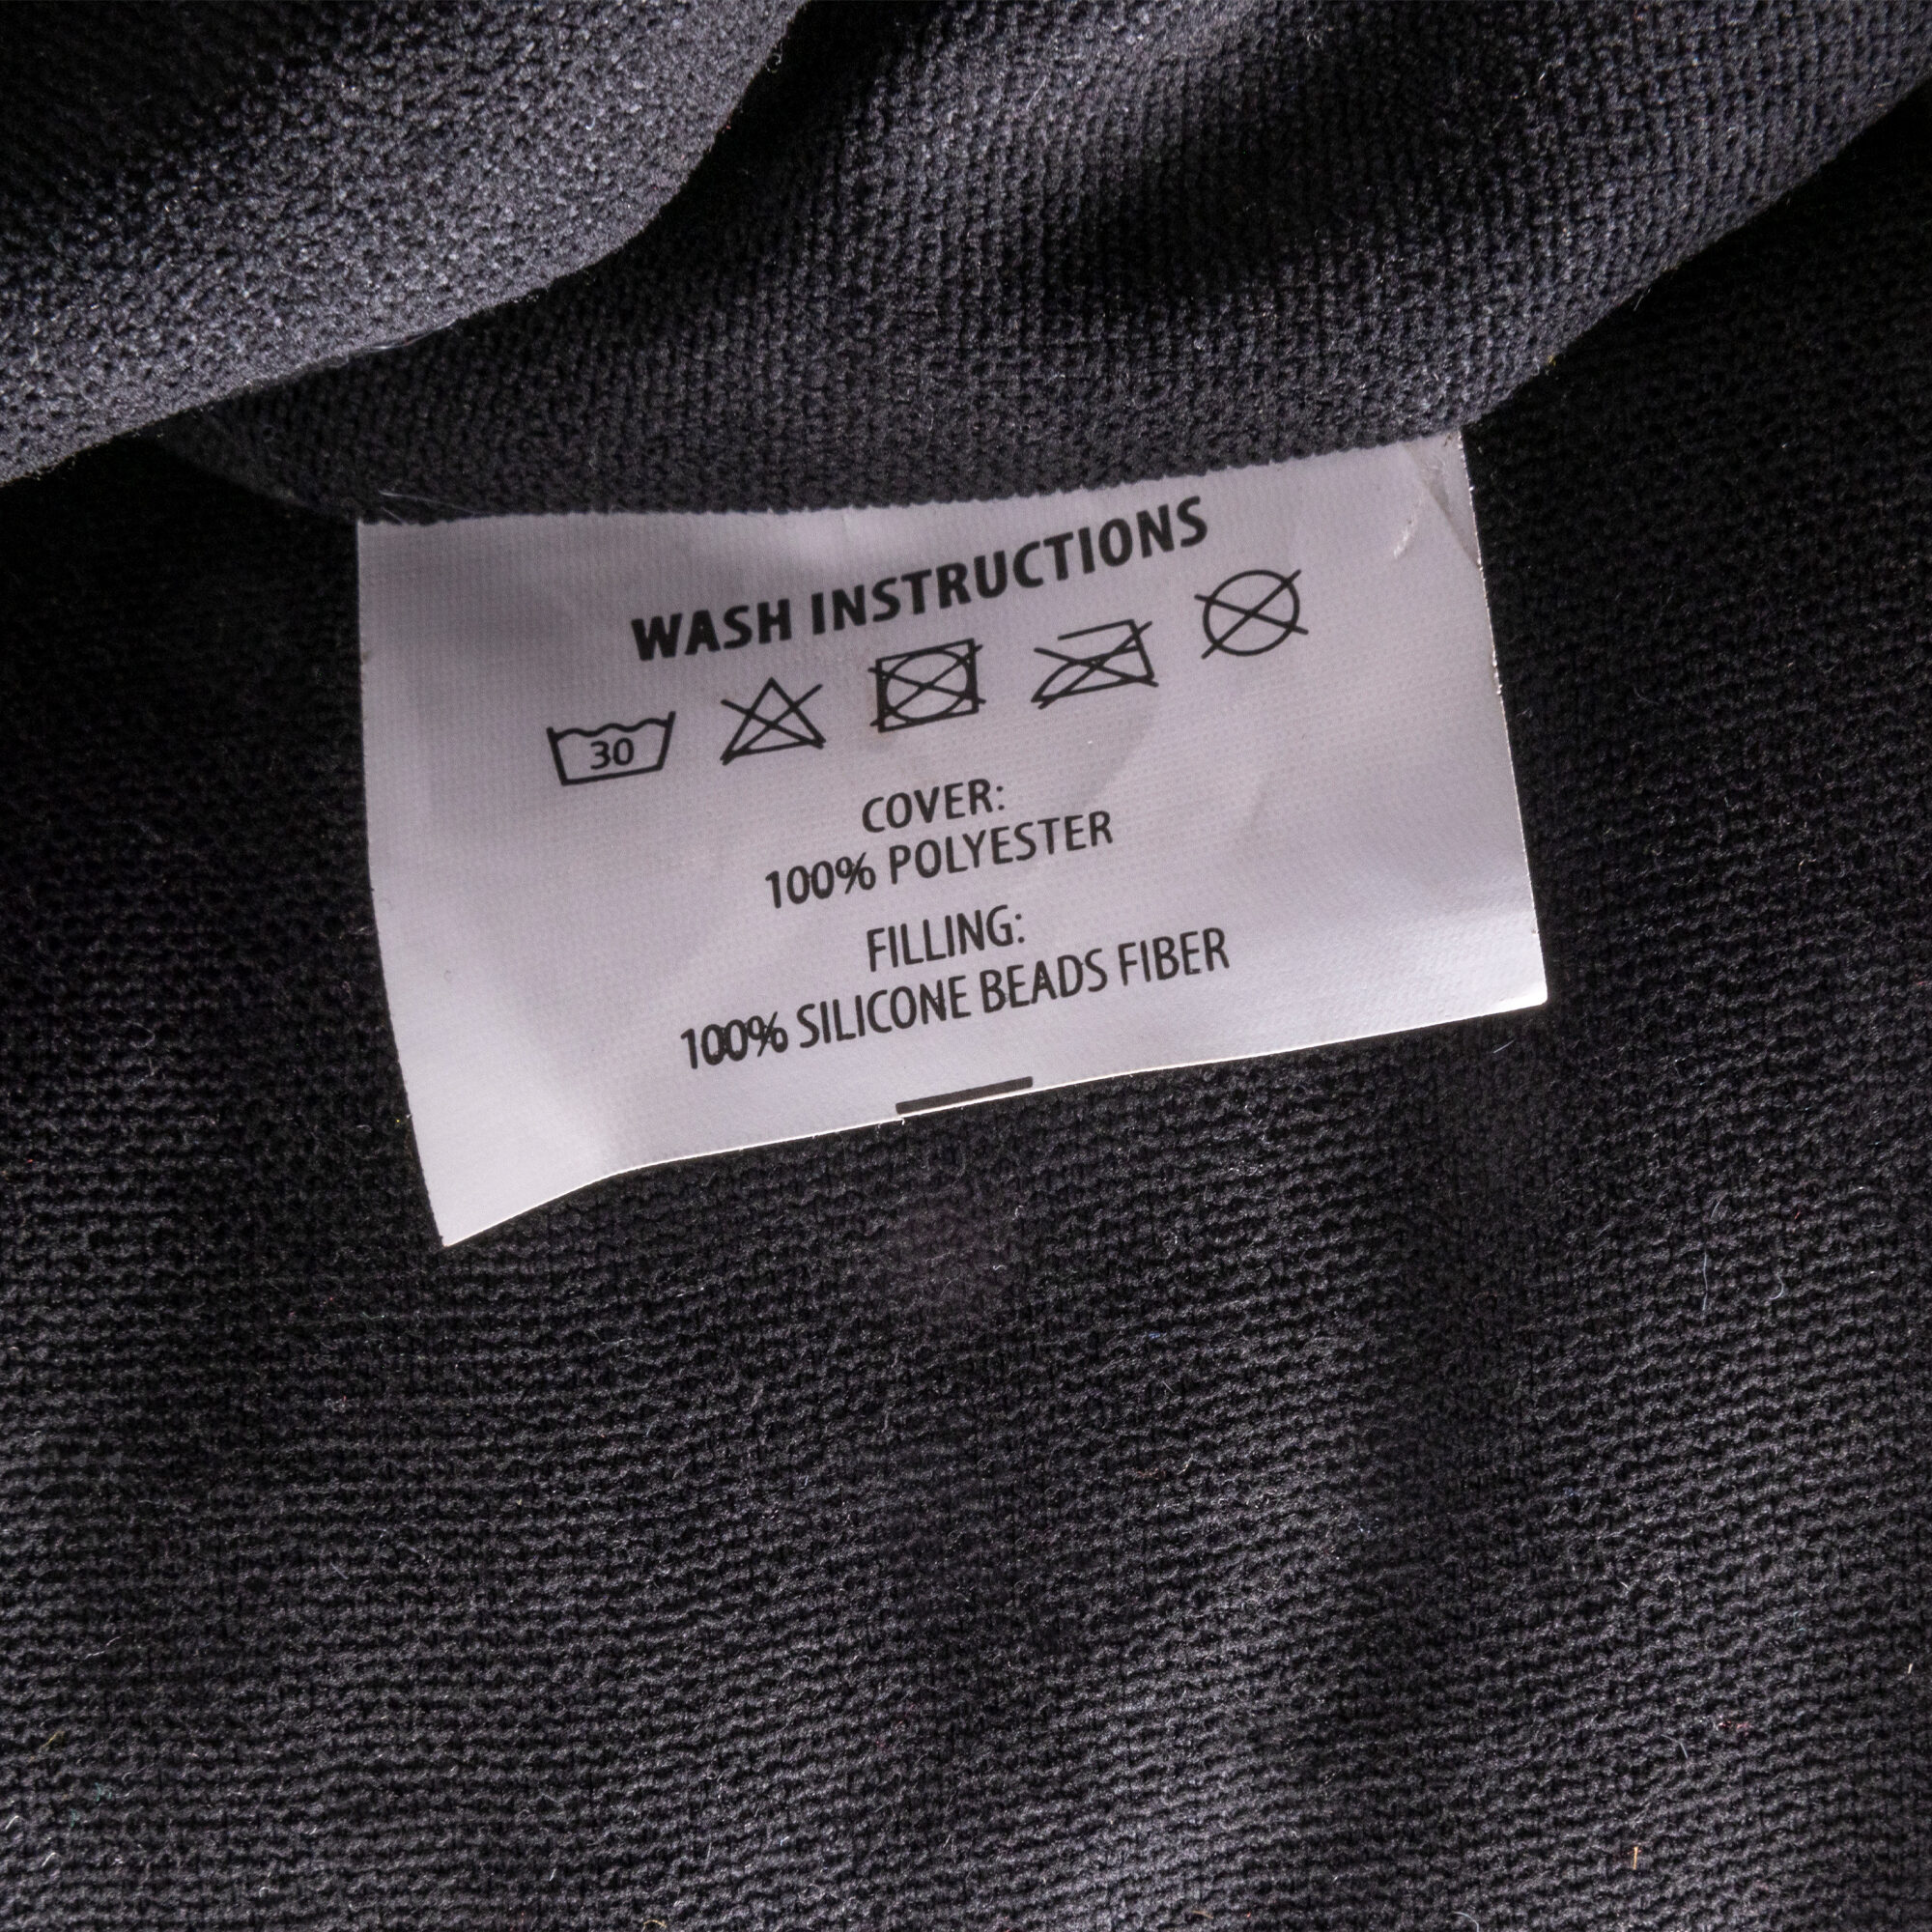 WASH INSTRUCTIONS
30
COVER:
100% POLYESTER
FILLING:
100% SILICONE BEADS FIBER